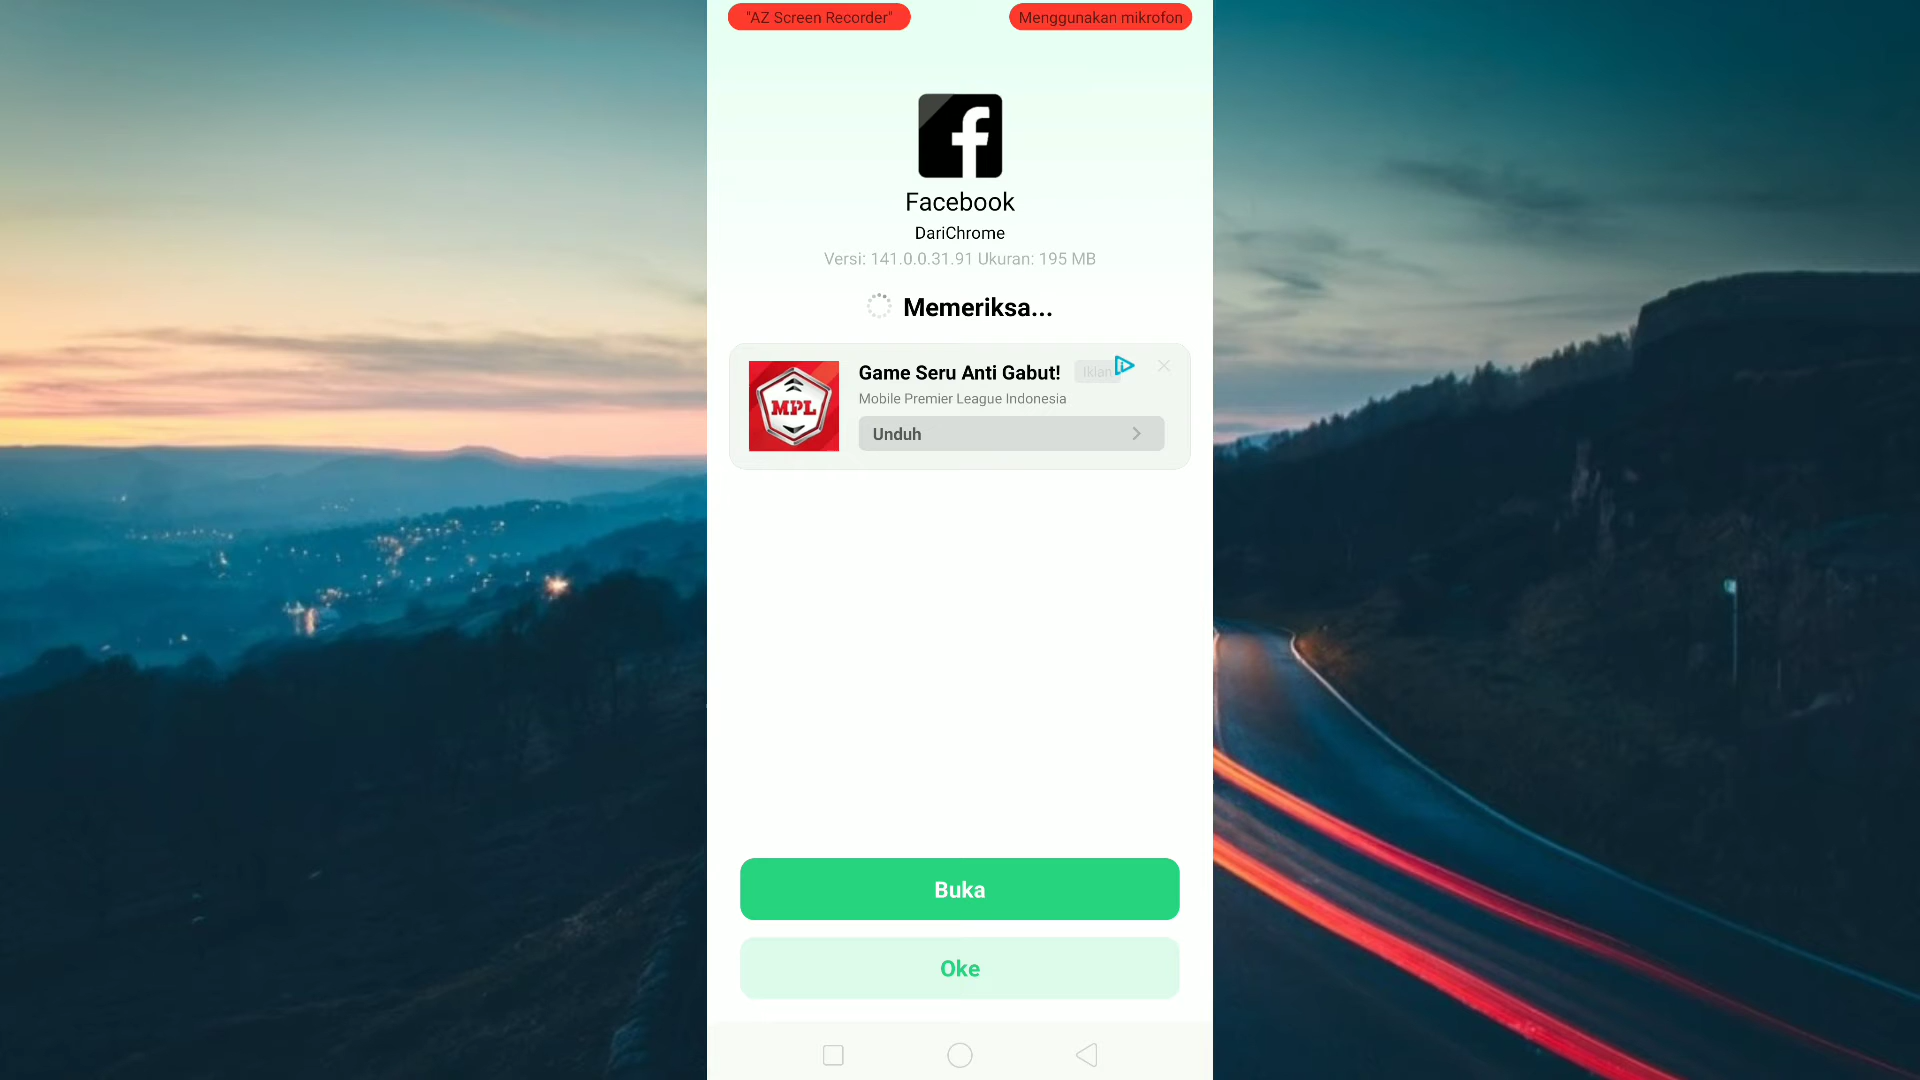 "AZ Screen Recorder"
Menggunakan mikrofon
Facebook
DariChrome
Versi: 141.0.0.31.91 Ukuran: 195 MB
Memeriksa...
Game Seru Anti Gabut!
Iklan
Mobile Premier League Indonesia
MPL
Unduh
Buka
Oke